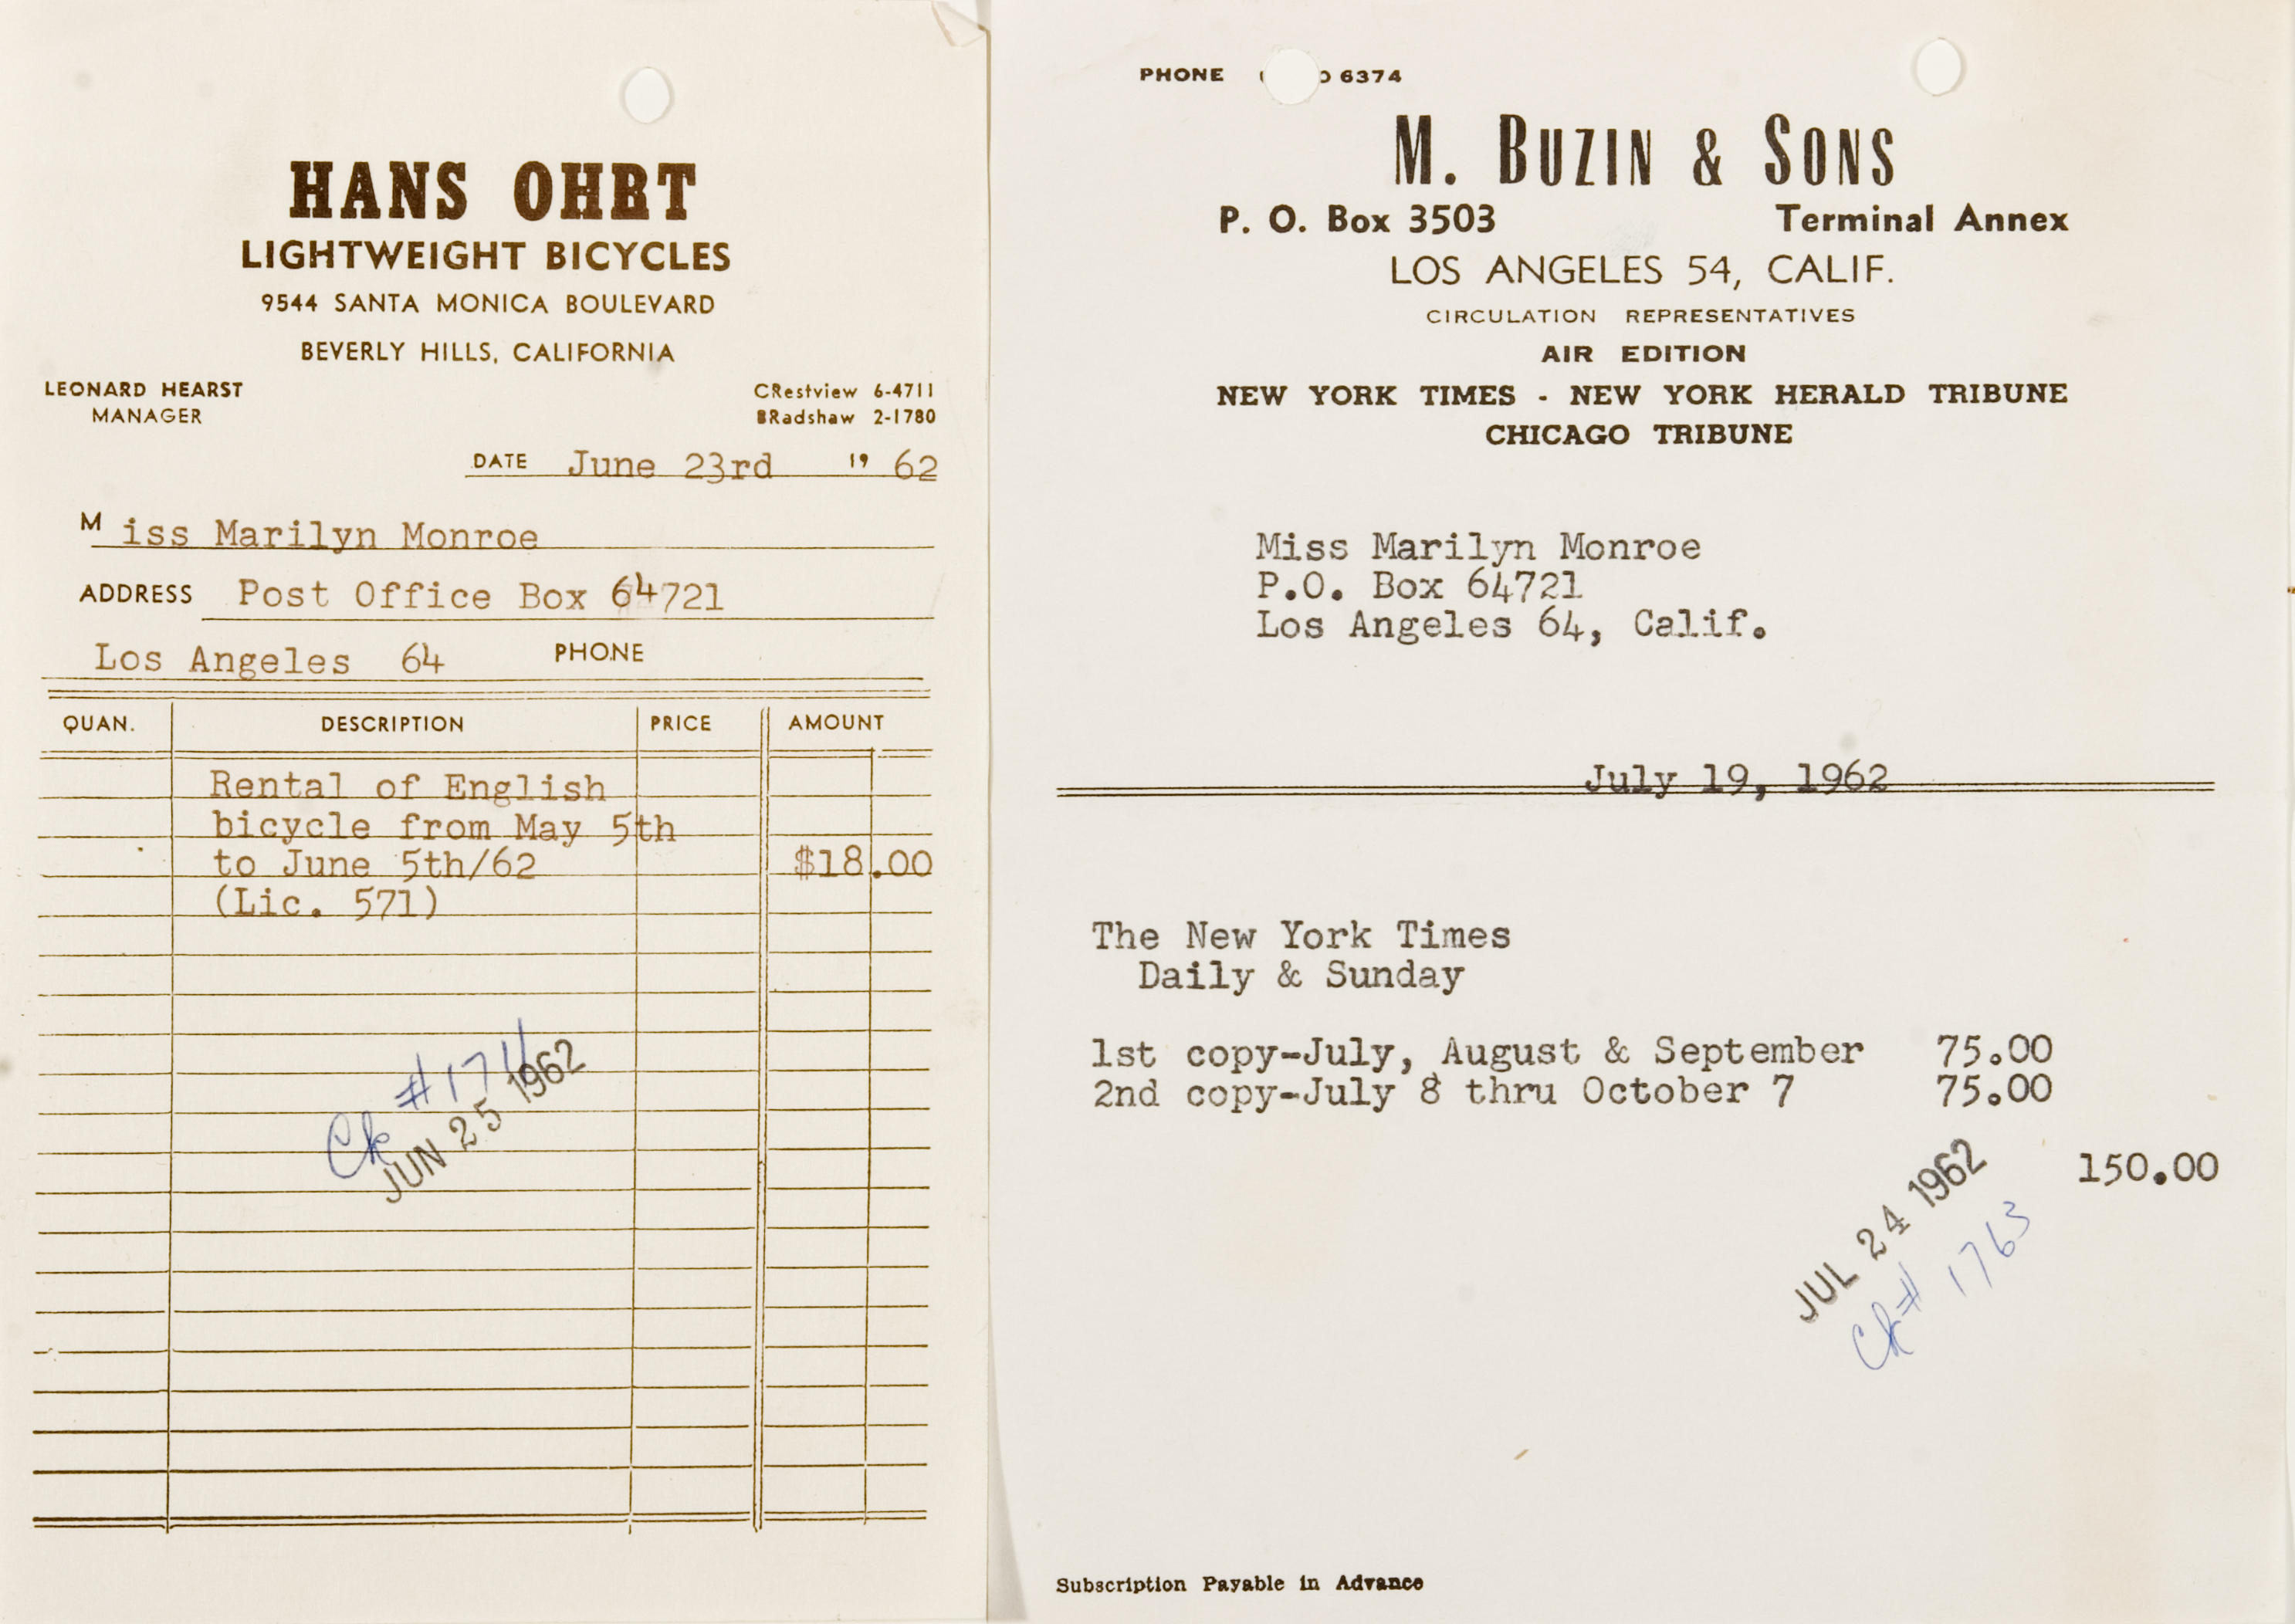 HANS OHRT
LIGHTWEIGHT BICYCLES
9544 SANTA MONICA BOULEVARD
BEVERLY HILLS, CALIFORNIA
LEONARD HEARST
MANAGER
CRestview 6-4711
BRadshaw 2-1780
DATE June 23rd 19 62
Miss Marilyn Monroe
ADDRESS Post Office Box 64721
Los Angeles 64 PHONE
QUAN. DESCRIPTION PRICE AMOUNT
Rental of English
bicycle from May 5th
to June 5th/62 $18.00
(Lic. 571)
Ck #1711
JUN 25 1962
PHONE 6374
M. BUZIN & SONS
P. O. Box 3503 Terminal Annex
LOS ANGELES 54, CALIF.
CIRCULATION REPRESENTATIVES
AIR EDITION
NEW YORK TIMES - NEW YORK HERALD TRIBUNE
CHICAGO TRIBUNE
Miss Marilyn Monroe
P.O. Box 64721
Los Angeles 64, Calif.
July 19, 1962
The New York Times
Daily & Sunday
1st copy-July, August & September 75.00
2nd copy-July 8 thru October 7 75.00
150.00
JUL 24 1962
Ck# 1763
Subscription Payable in Advance